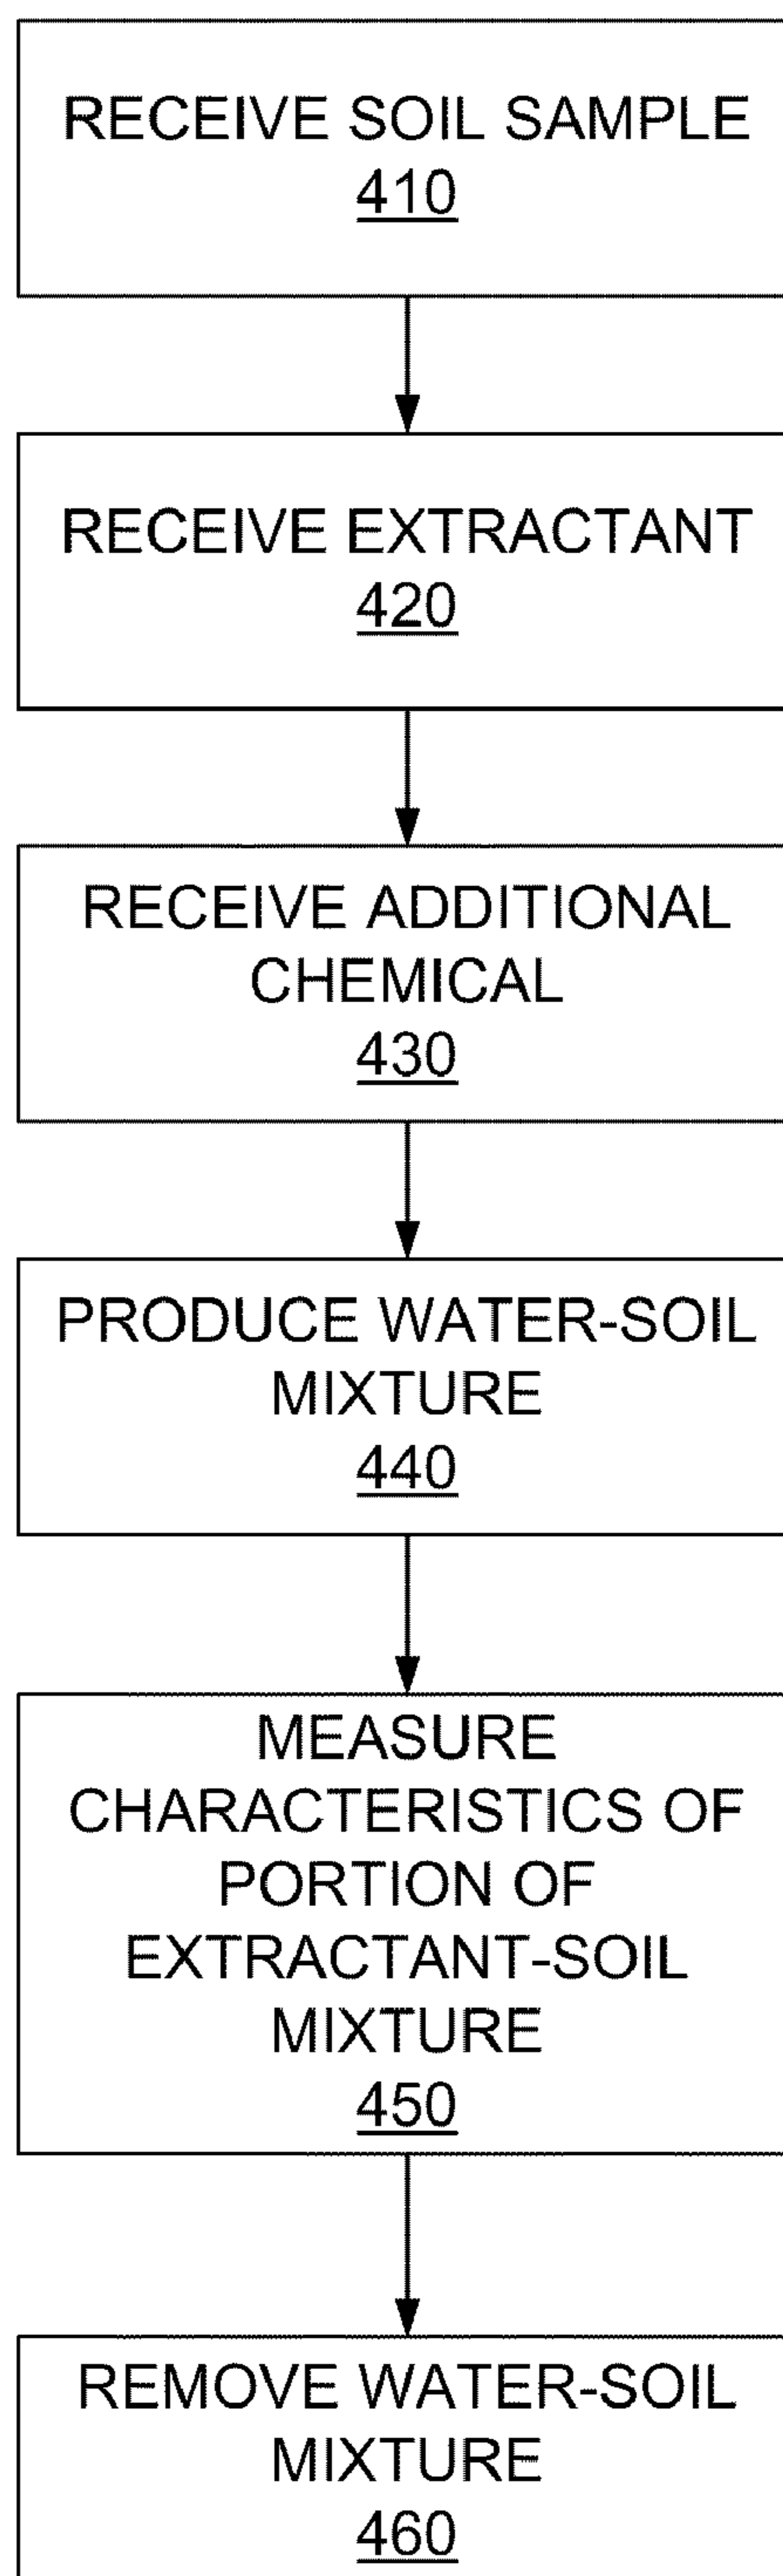 RECEIVE SOIL SAMPLE
410
RECEIVE EXTRACTANT
420
RECEIVE ADDITIONAL
CHEMICAL
430
PRODUCE WATER-SOIL
MIXTURE
440
MEASURE
CHARACTERISTICS OF
PORTION OF
EXTRACTANT-SOIL
MIXTURE
450
REMOVE WATER-SOIL
MIXTURE
460